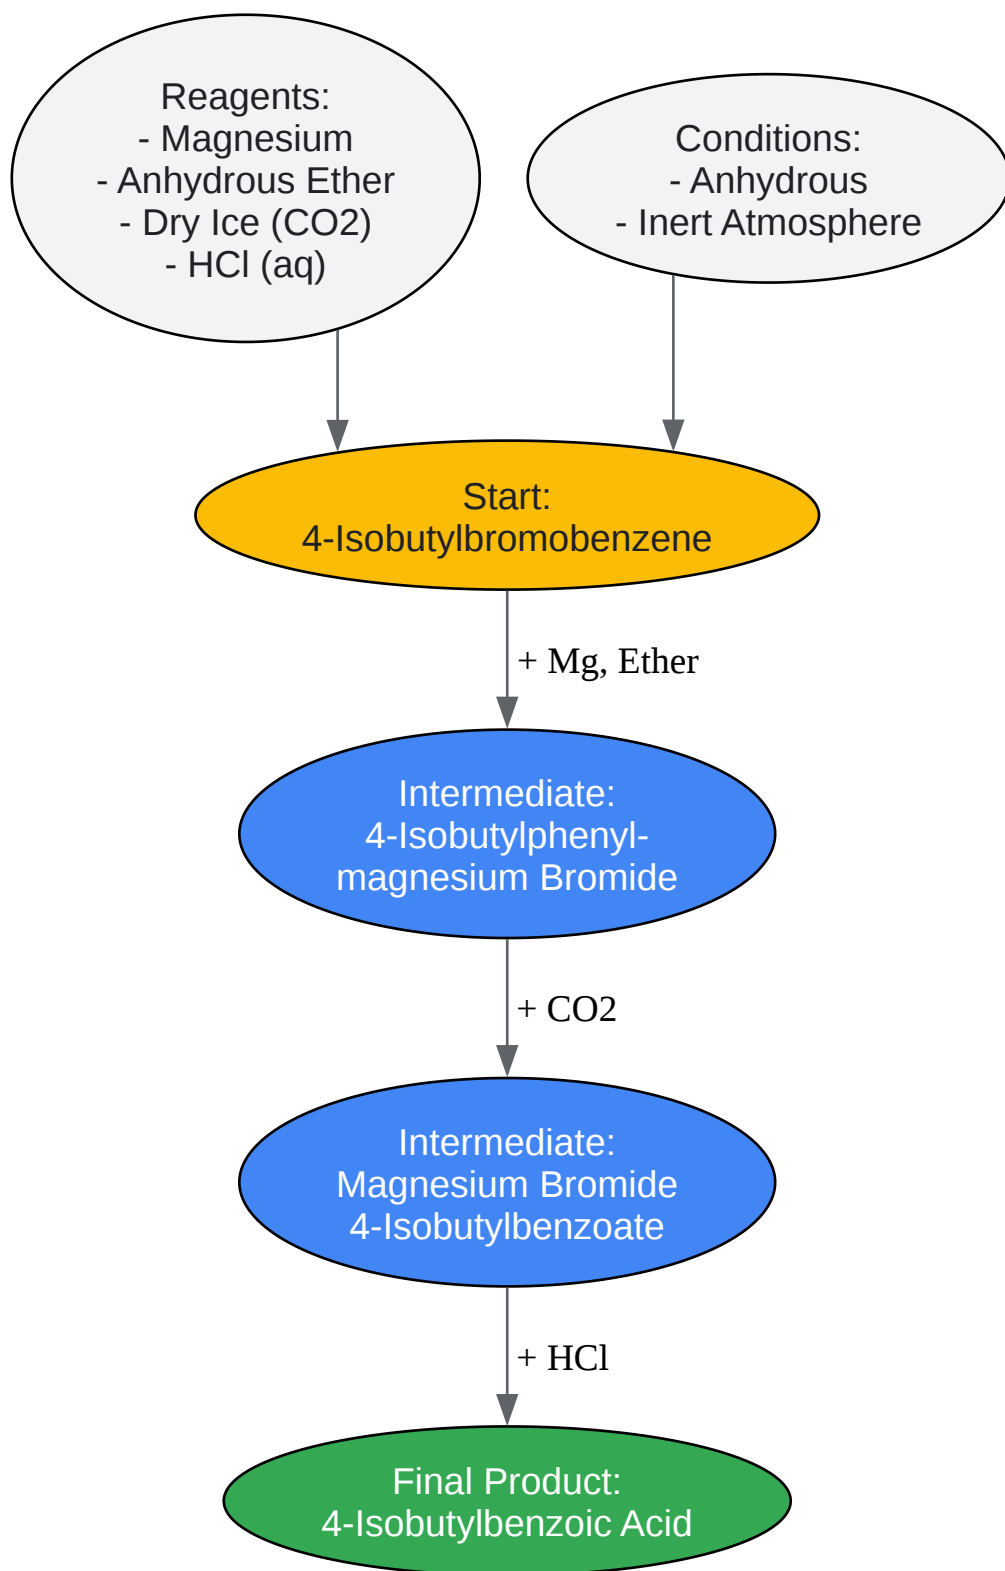 Reagents:
- Magnesium
- Anhydrous Ether
- Dry Ice (CO2)
- HCl (aq)
Conditions:
- Anhydrous
- Inert Atmosphere
Start:
4-Isobutylbromobenzene
+ Mg, Ether
Intermediate:
4-Isobutylphenyl-
magnesium Bromide
+ CO2
Intermediate:
Magnesium Bromide
4-Isobutylbenzoate
+ HCl
Final Product:
4-Isobutylbenzoic Acid